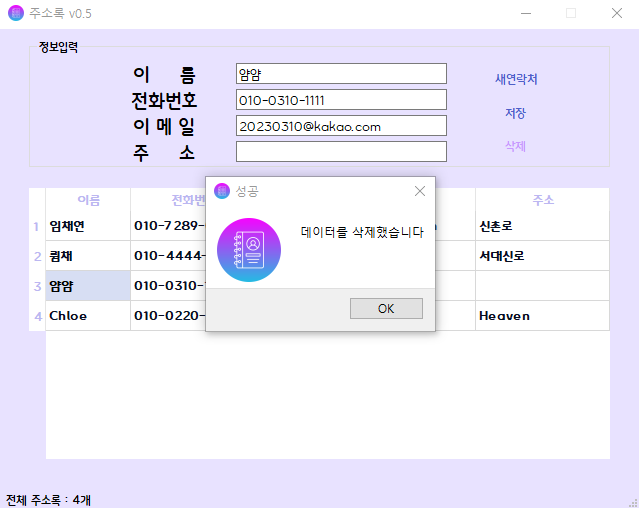 주소록 v0.5
정보입력
이 름 얌얌 새연락처
전화번호 010-0310-1111 저장
이 메 일 20230310@kakao.com 삭제
주 소
성공
데이터를 삭제했습니다
OK
이름 전화번 주소
1 임채연 010-7289- 신촌로
2 큄채 010-4444- 서대신로
3 얌얌 010-0310-
4 Chloe 010-0220- Heaven
전체 주소록 : 4개